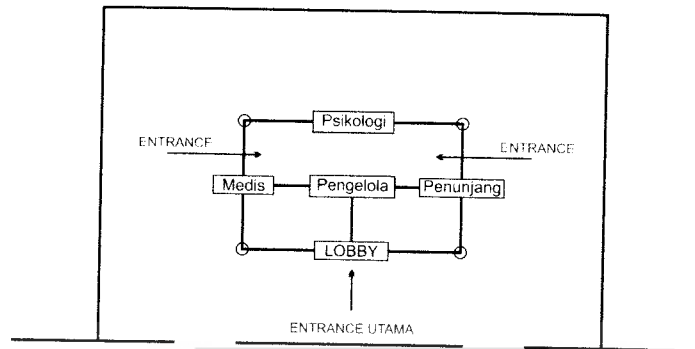 Psikologi
ENTRANCE
ENTRANCE
Medis
Pengelola
Penunjang
LOBBY
ENTRANCE UTAMA